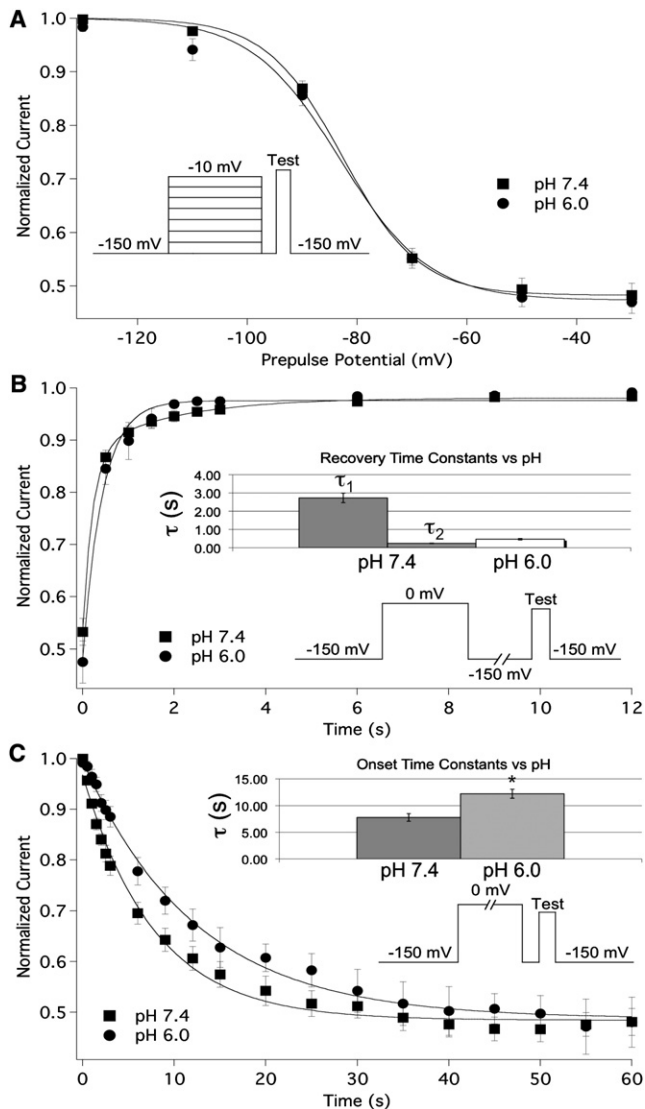 A
Normalized Current
1.0
0.9
0.8
0.7
0.6
0.5
-10 mV
Test
-150 mV
-150 mV
pH 7.4
pH 6.0
-120
-100
-80
-60
-40
Prepulse Potential (mV)
B
Normalized Current
1.0
0.9
0.8
0.7
0.6
0.5
Recovery Time Constants vs pH
τ (s)
4.00
3.00
2.00
1.00
0.00
τ1
τ2
pH 7.4
pH 6.0
0 mV
Test
-150 mV
-150 mV
-150 mV
pH 7.4
pH 6.0
0
2
4
6
8
10
12
Time (s)
C
Normalized Current
1.0
0.9
0.8
0.7
0.6
0.5
Onset Time Constants vs pH
τ (s)
15.00
10.00
5.00
0.00
*
pH 7.4
pH 6.0
0 mV
Test
-150 mV
-150 mV
pH 7.4
pH 6.0
0
10
20
30
40
50
60
Time (s)